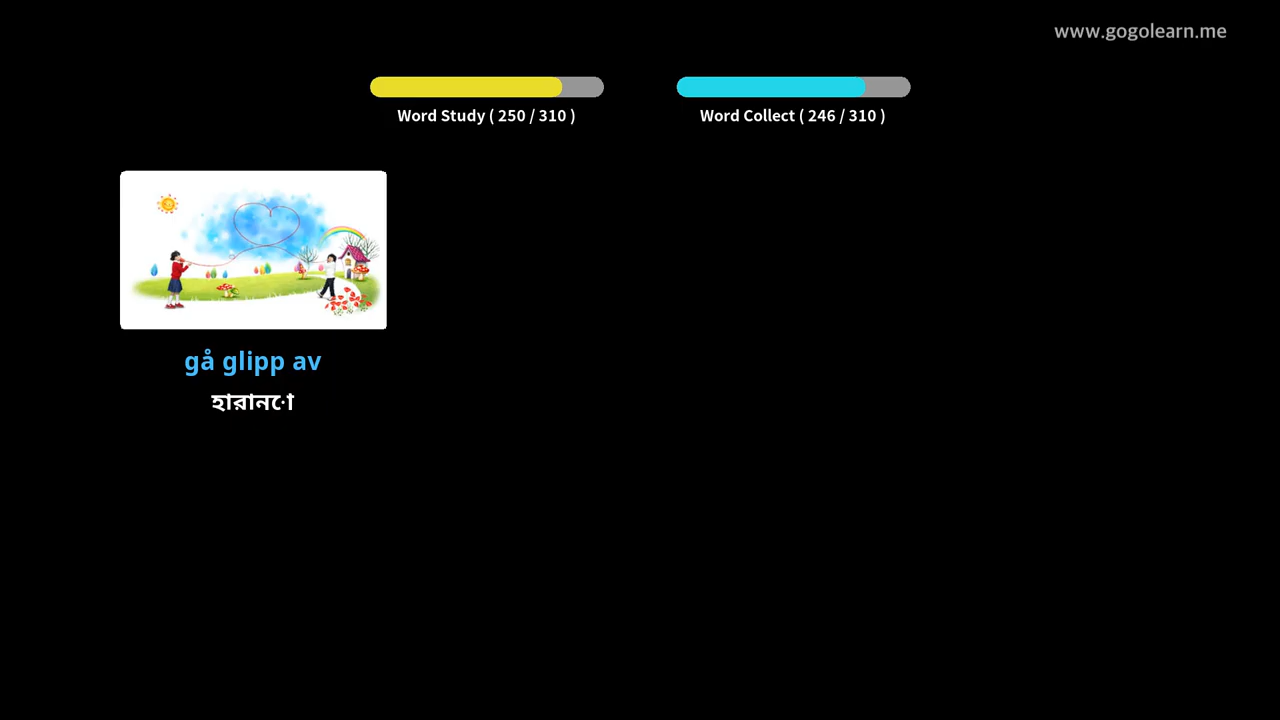 www.gogolearn.me
Word Study ( 250 / 310 )
Word Collect ( 246 / 310 )
gå glipp av
হারানো